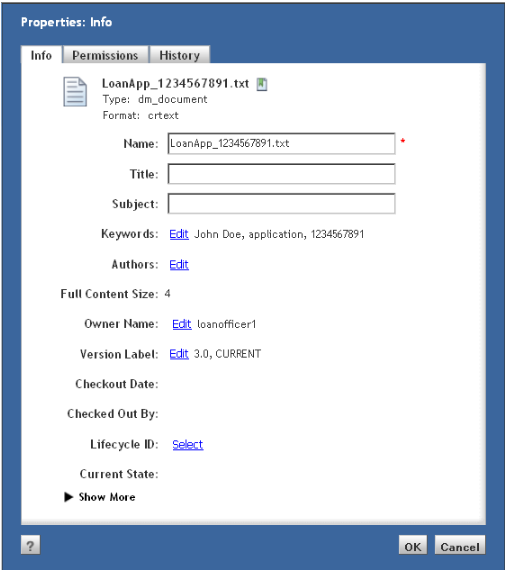 Properties: Info
Info Permissions History
LoanApp_1234567891.txt
Type: dm_document
Format: crtext
Name: LoanApp_1234567891.txt *
Title:
Subject:
Keywords: Edit John Doe, application, 1234567891
Authors: Edit
Full Content Size: 4
Owner Name: Edit loanofficer1
Version Label: Edit 3.0, CURRENT
Checkout Date:
Checked Out By:
Lifecycle ID: Select
Current State:
Show More
? OK Cancel